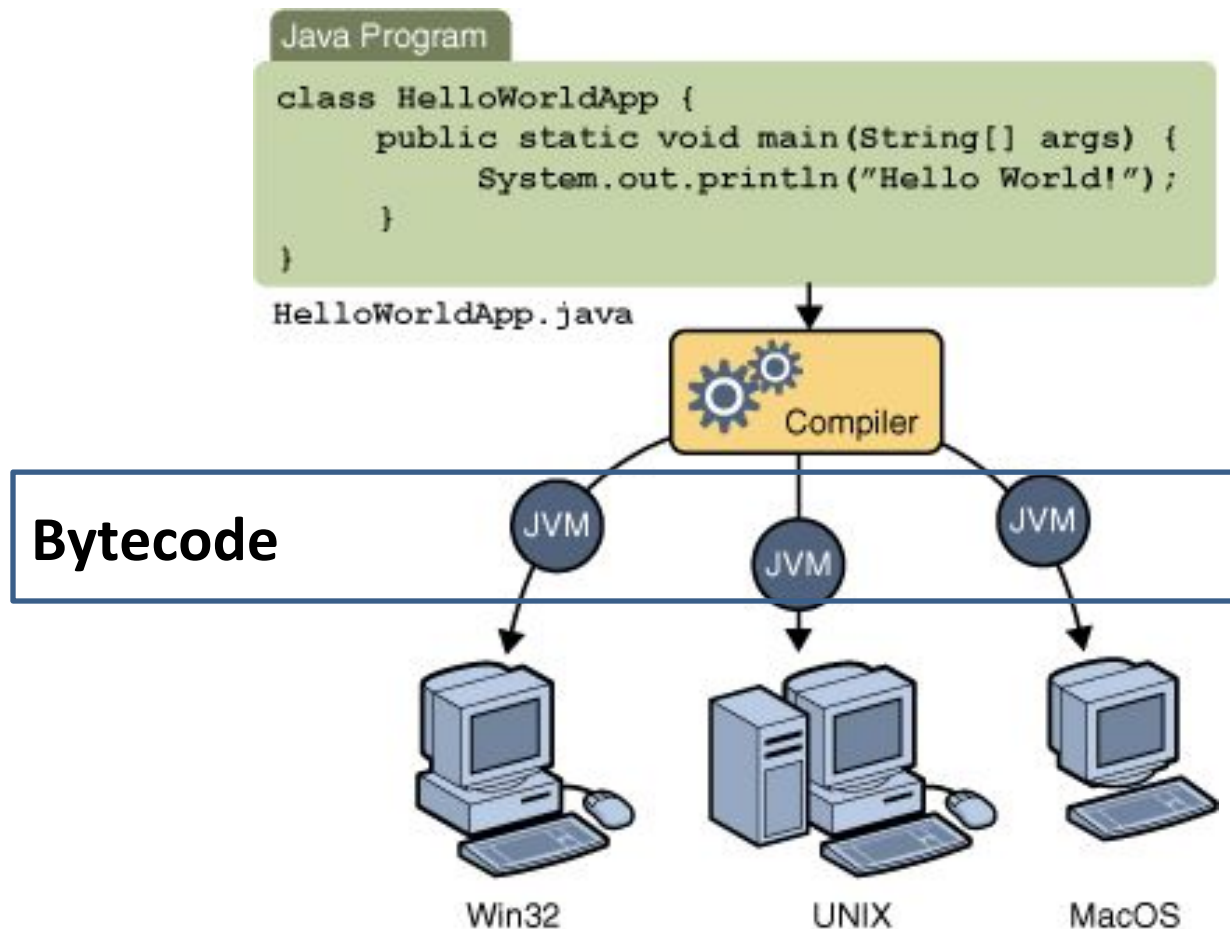 Java Program
class HelloWorldApp {
    public static void main(String[] args) {
        System.out.println("Hello World!");
    }
}
HelloWorldApp.java
Compiler
Bytecode
JVM
JVM
JVM
Win32
UNIX
MacOS